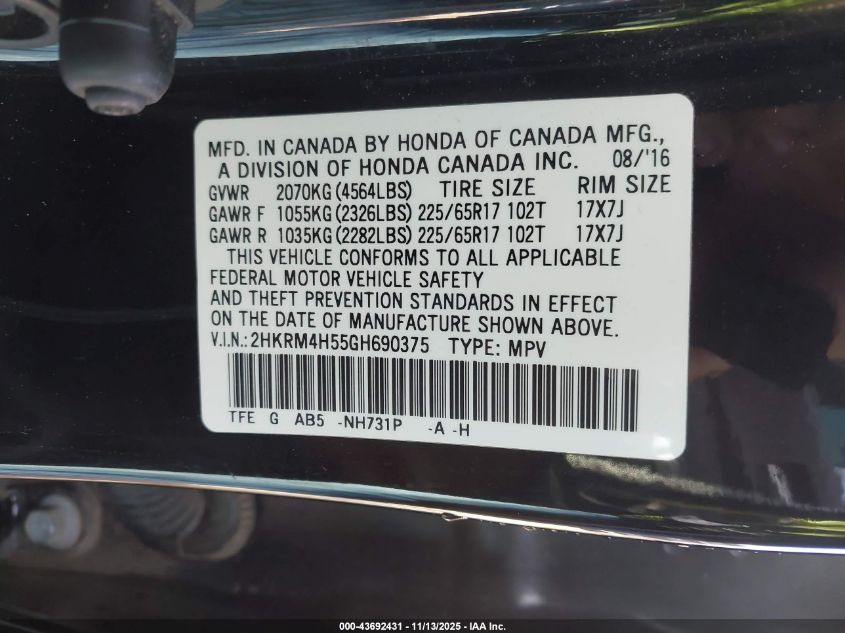 MFD. IN CANADA BY HONDA OF CANADA MFG.,
A DIVISION OF HONDA CANADA INC. 08/'16
GVWR 2070KG (4564LBS) TIRE SIZE RIM SIZE
GAWR F 1055KG (2326LBS) 225/65R17 102T 17X7J
GAWR R 1035KG (2282LBS) 225/65R17 102T 17X7J
THIS VEHICLE CONFORMS TO ALL APPLICABLE
FEDERAL MOTOR VEHICLE SAFETY
AND THEFT PREVENTION STANDARDS IN EFFECT
ON THE DATE OF MANUFACTURE SHOWN ABOVE.
V.I.N.: 2HKRM4H55GH690375 TYPE: MPV
TFE G AB5 -NH731P -A -H
000-43692431 - 11/13/2025 - IAA Inc.